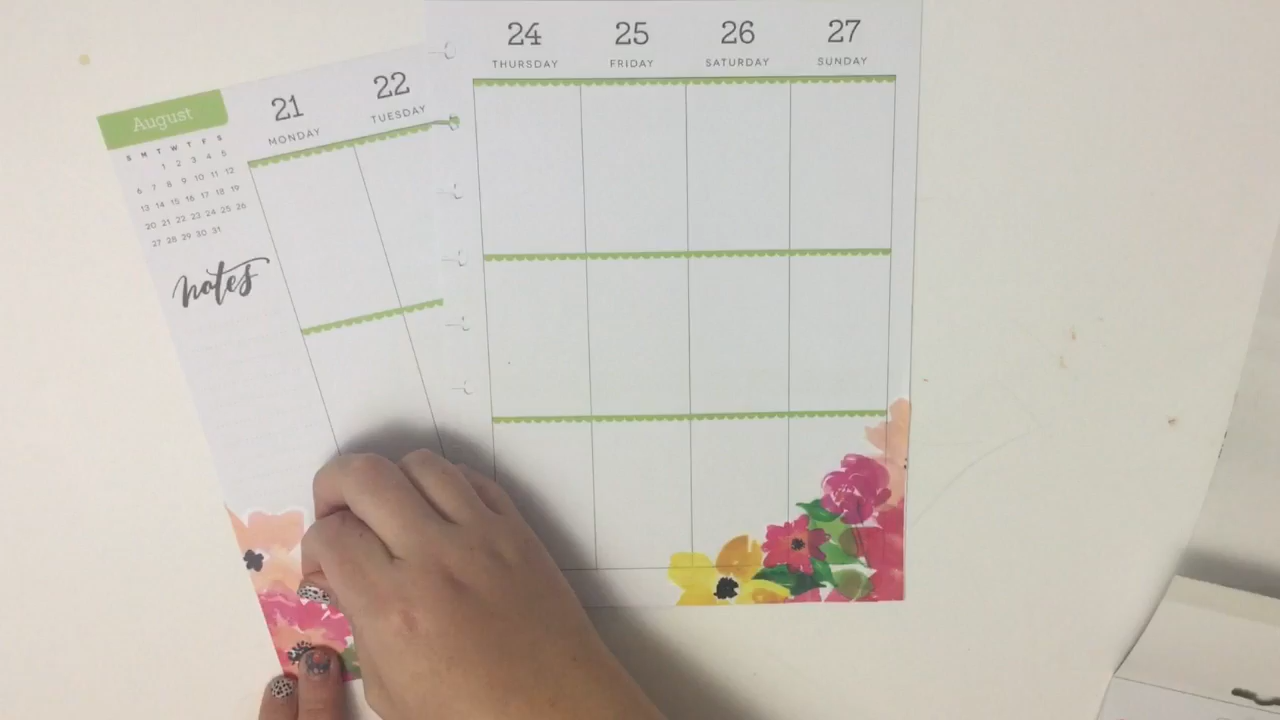 August
S M T W T F S
1 2 3 4 5
6 7 8 9 10 11 12
13 14 15 16 17 18 19
20 21 22 23 24 25 26
27 28 29 30 31
notes
21 22
MONDAY TUESDAY
24 25 26 27
THURSDAY FRIDAY SATURDAY SUNDAY